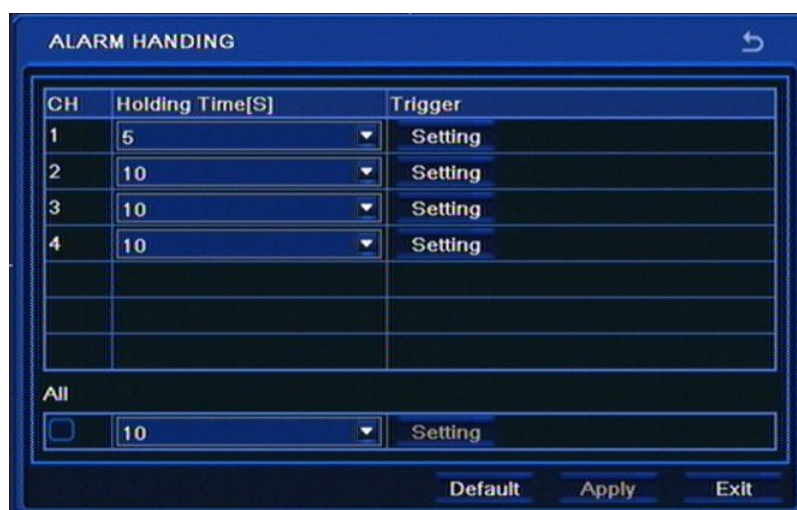 ALARM HANDING
CH Holding Time[S] Trigger
1 5 Setting
2 10 Setting
3 10 Setting
4 10 Setting
All
10 Setting
Default Apply Exit